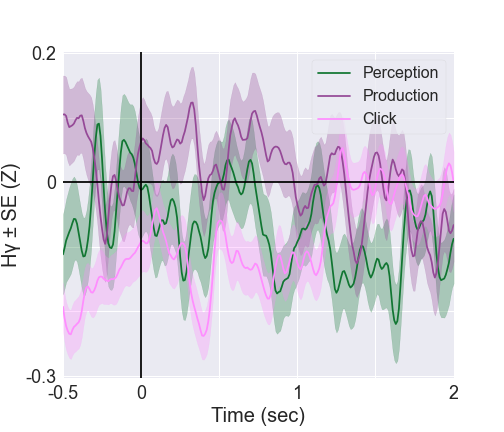 0.2
Perception
Production
Click
0
Hγ ± SE (Z)
-0.3
-0.5
0
1
2
Time (sec)